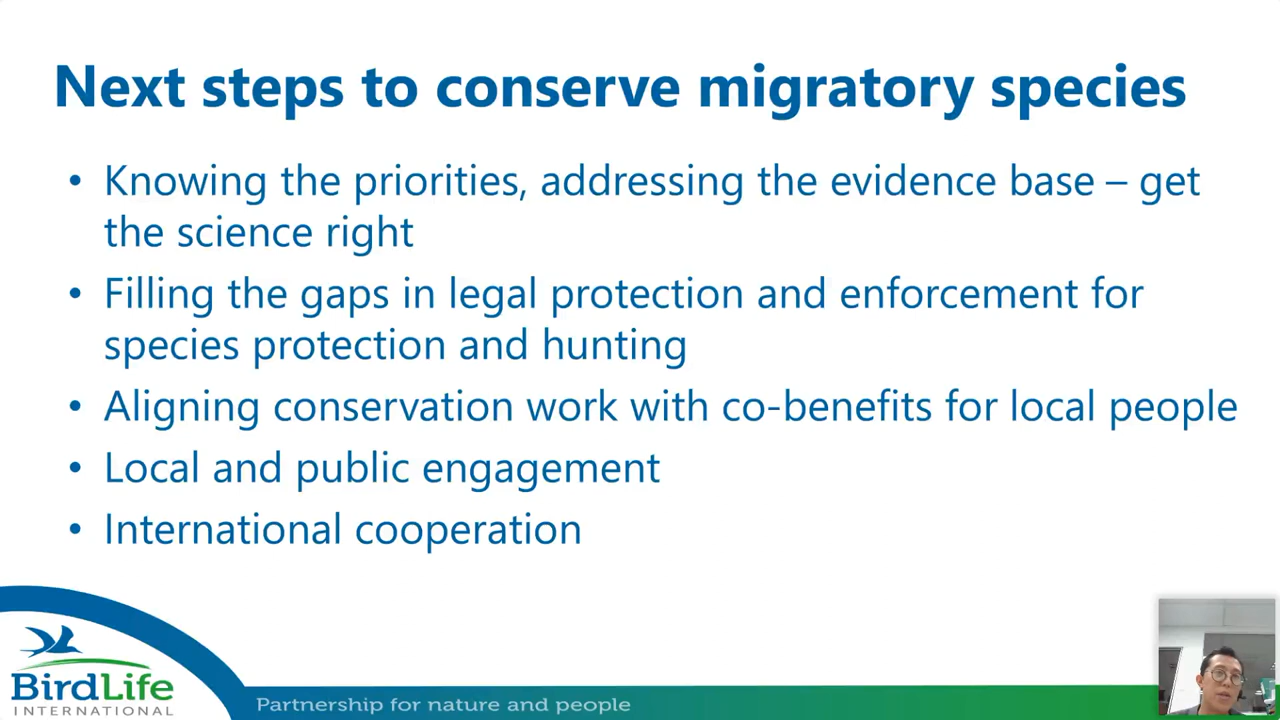 Next steps to conserve migratory species
• Knowing the priorities, addressing the evidence base – get
the science right
• Filling the gaps in legal protection and enforcement for
species protection and hunting
• Aligning conservation work with co-benefits for local people
• Local and public engagement
• International cooperation
BirdLife
INTERNATIONAL
Partnership for nature and people